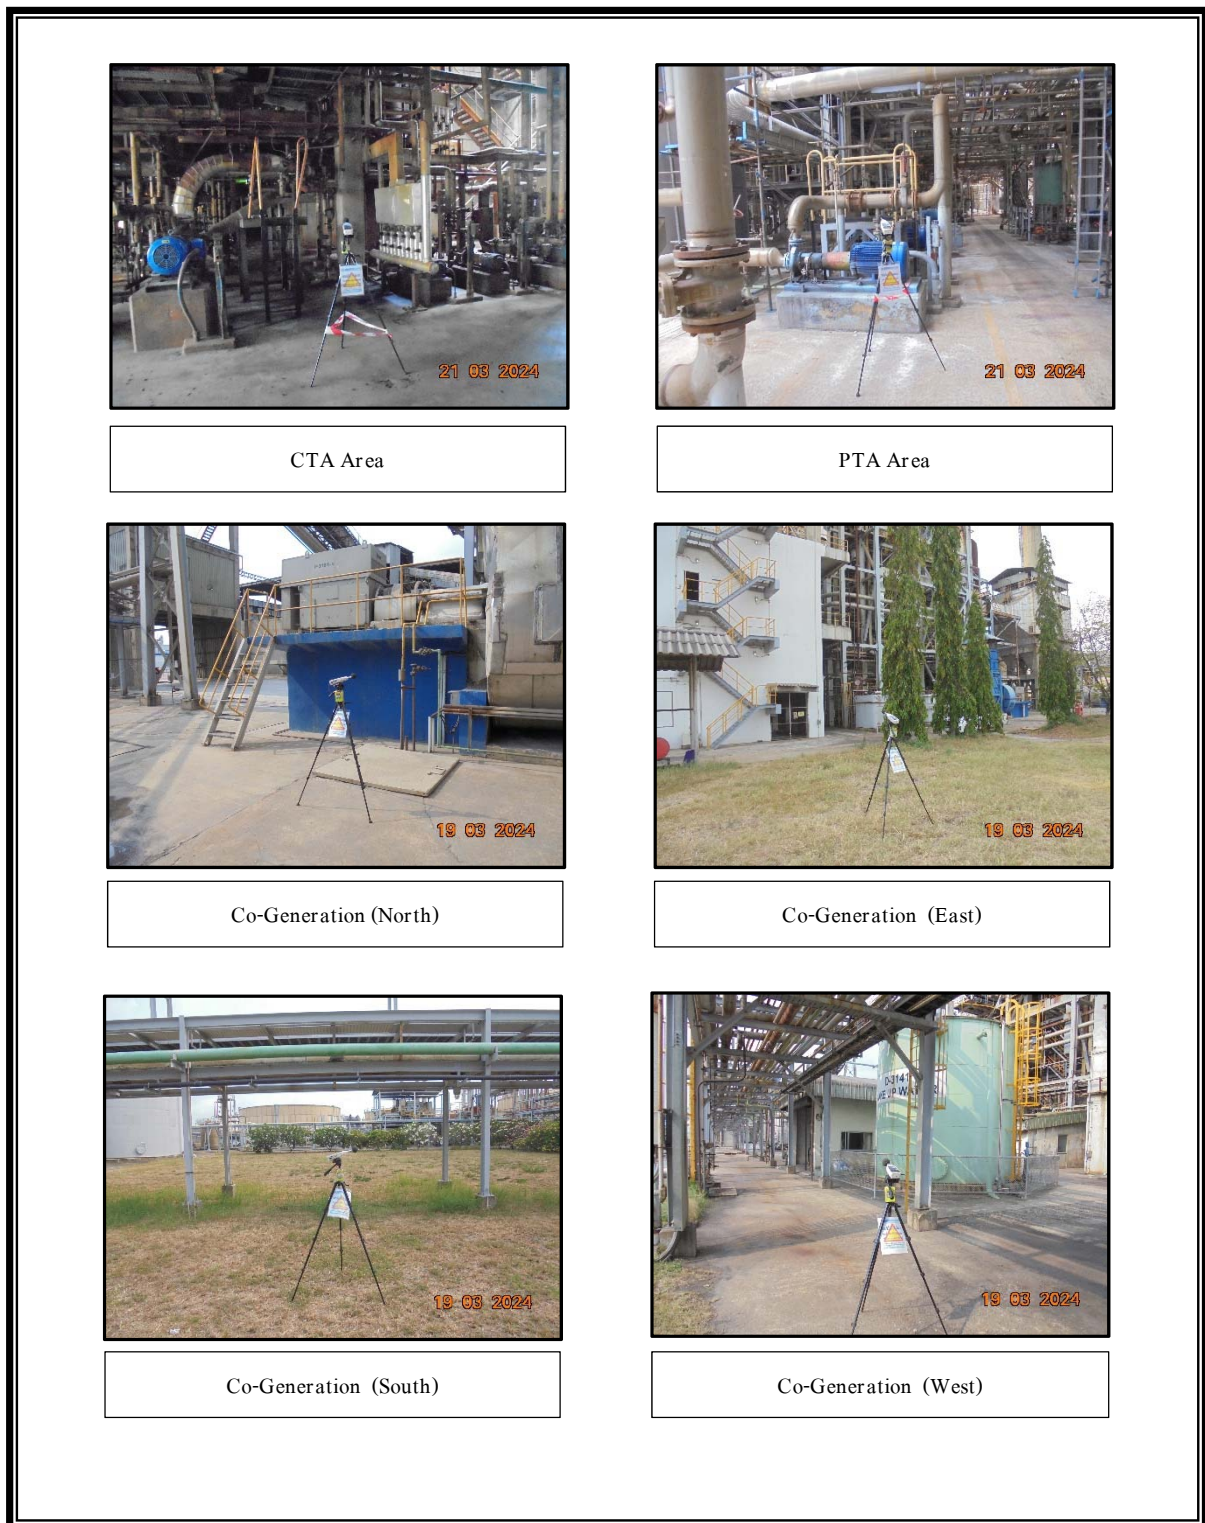 21 03 2024
21 03 2024
CTA Area
PTA Area
19 03 2024
19 03 2024
Co-Generation (North)
Co-Generation (East)
D-3141
19 03 2024
19 03 2024
Co-Generation (South)
Co-Generation (West)